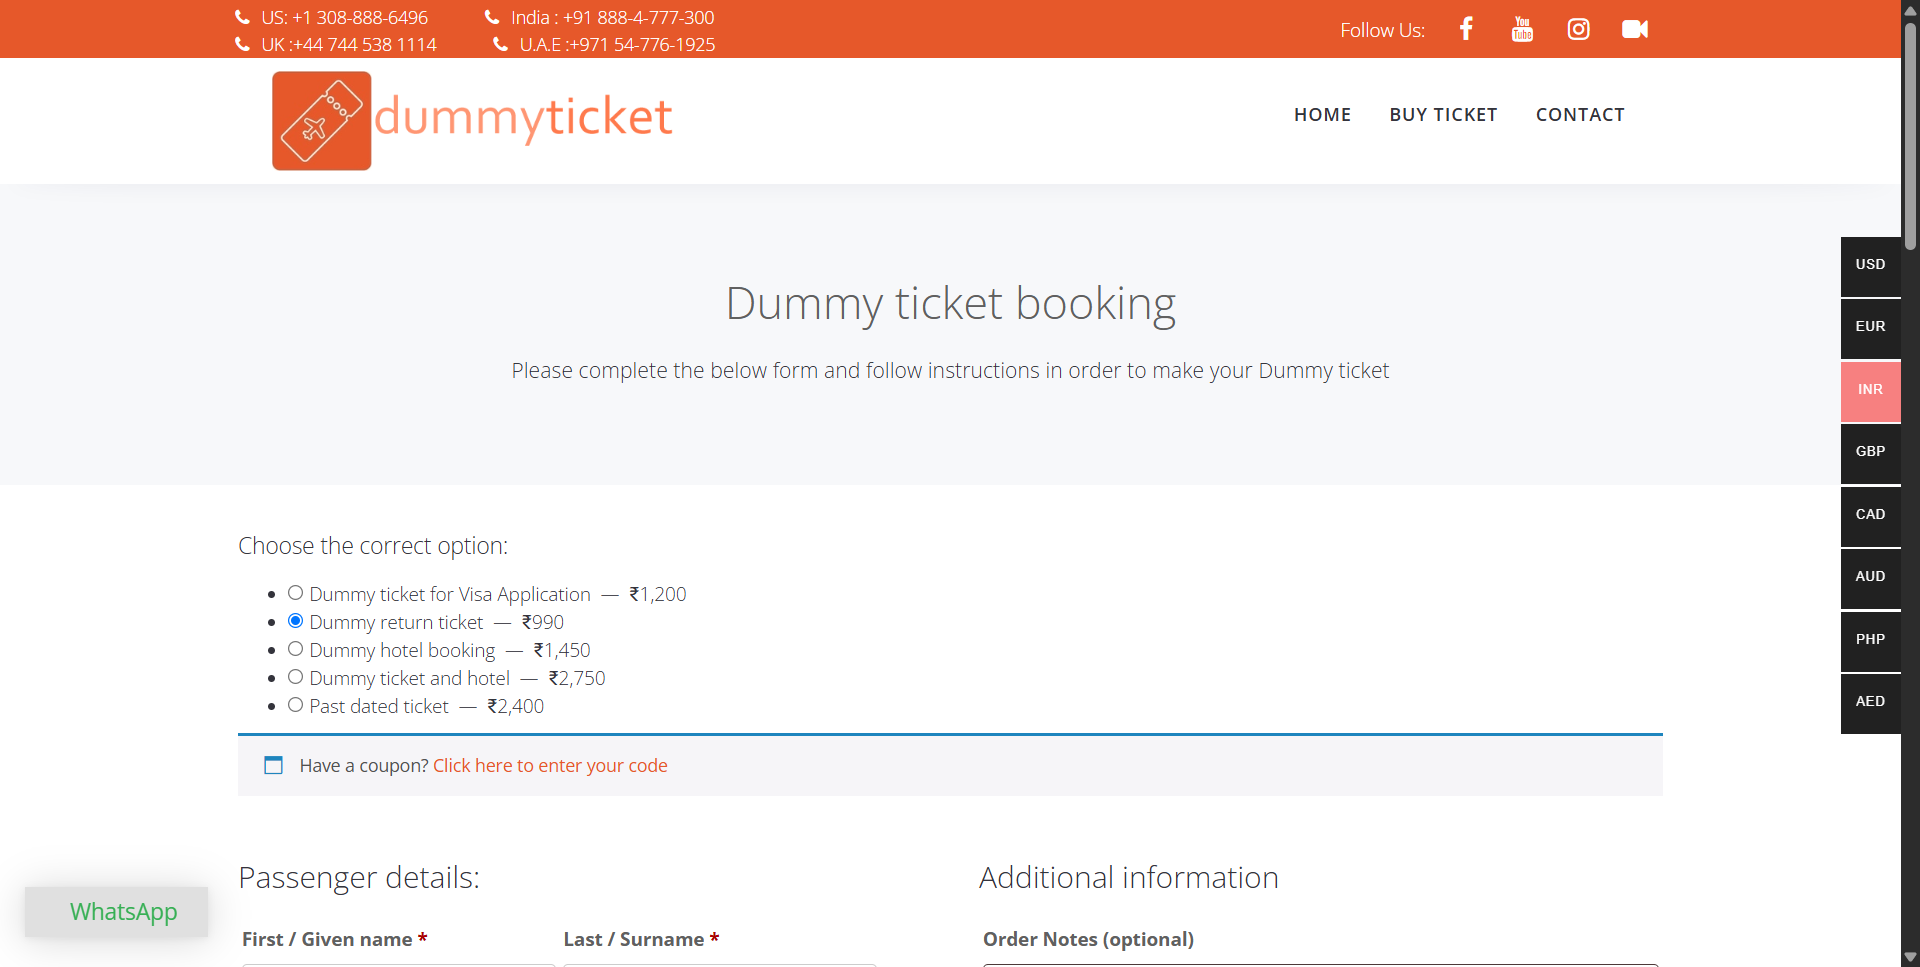 US: +1 308-888-6496
India : +91 888-4-777-300
UK :+44 744 538 1114
U.A.E :+971 54-776-1925
Follow Us:
You
Tube
dummyticket
HOME
BUY TICKET
CONTACT
USD
EUR
INR
GBP
CAD
AUD
PHP
AED
Dummy ticket booking
Please complete the below form and follow instructions in order to make your Dummy ticket
Choose the correct option:
Dummy ticket for Visa Application — ₹1,200
Dummy return ticket — ₹990
Dummy hotel booking — ₹1,450
Dummy ticket and hotel — ₹2,750
Past dated ticket — ₹2,400
Have a coupon? Click here to enter your code
Passenger details:
Additional information
WhatsApp
First / Given name *
Last / Surname *
Order Notes (optional)